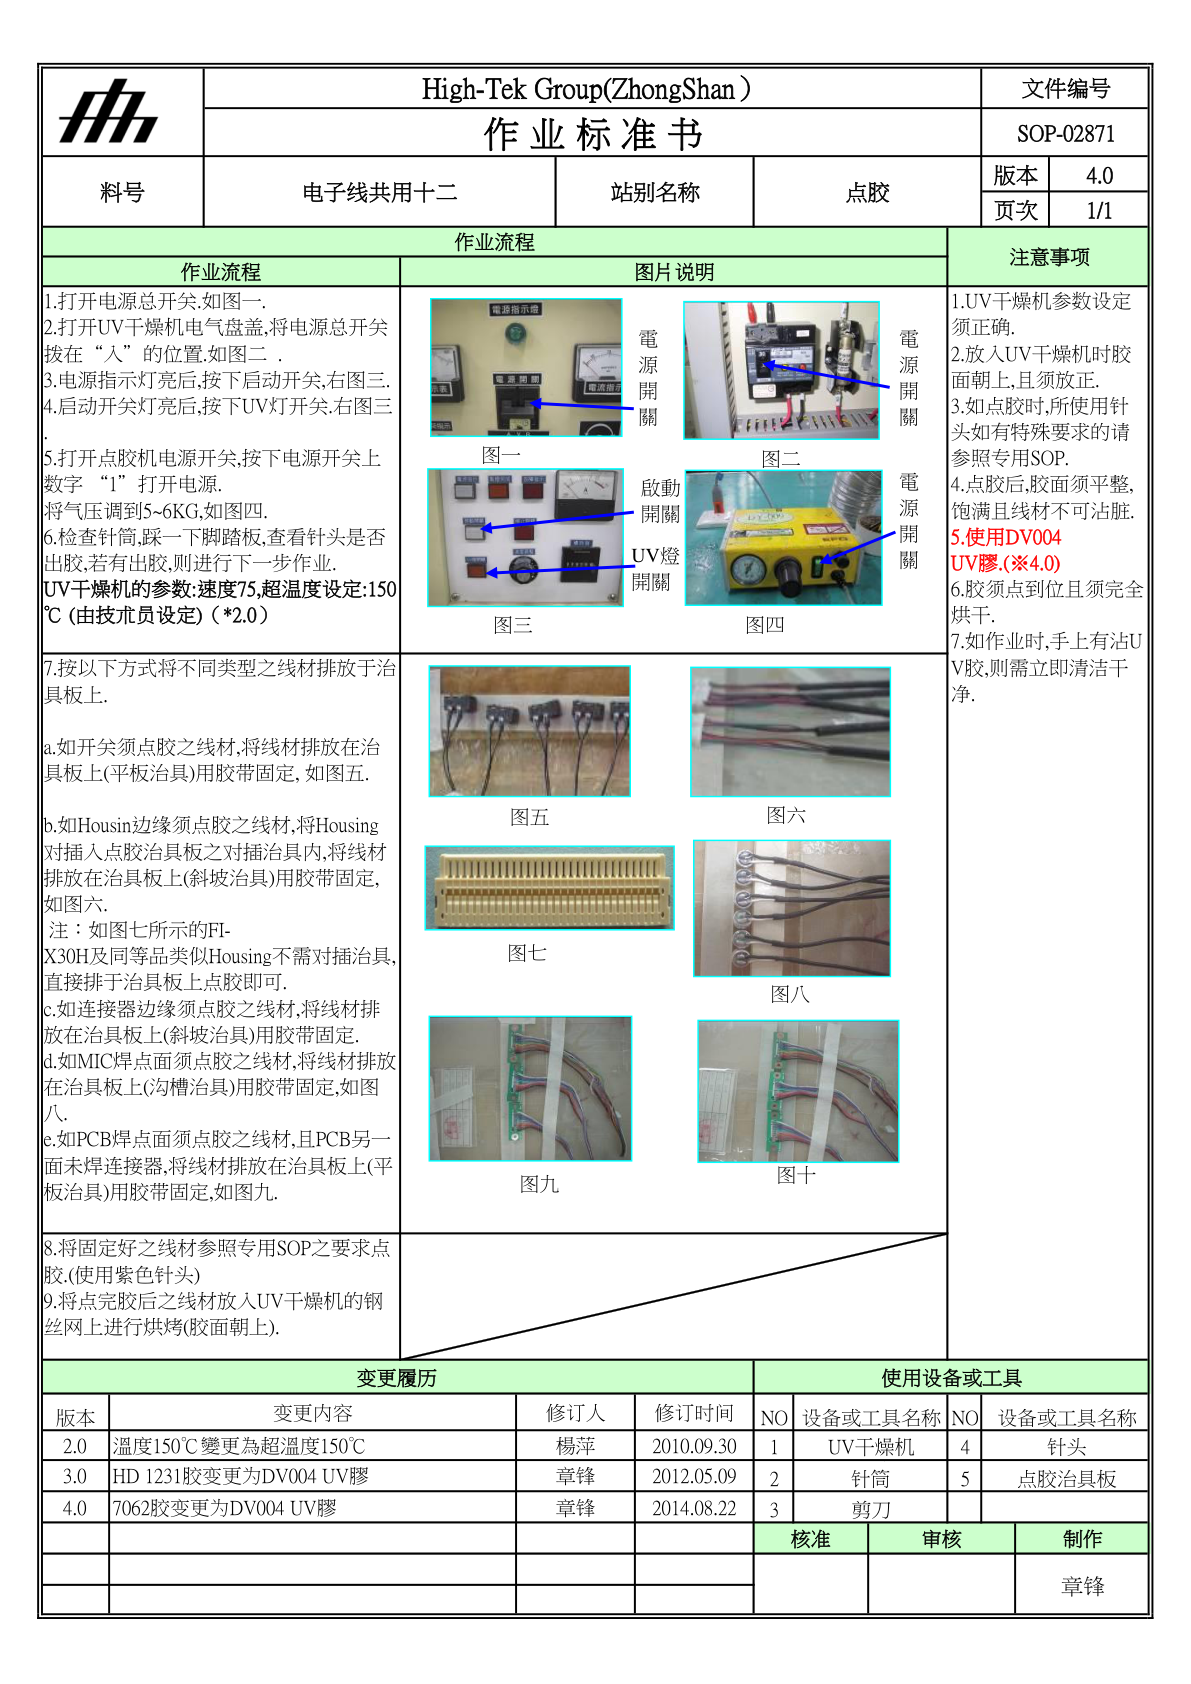 High-Tek Group(ZhongShan）
文件编号
作业标准书
SOP-02871
料号
电子线共用十二
站别名称
点胶
版本
4.0
页次
1/1
作业流程
注意事项
作业流程
图片说明
1.打开电源总开关.如图一.
2.打开UV干燥机电气盘盖,将电源总开关
拨在“入”的位置.如图二 .
3.电源指示灯亮后,按下启动开关,右图三.
4.启动开关灯亮后,按下UV灯开关.右图三
.
5.打开点胶机电源开关,按下电源开关上
数字 “1”打开电源.
将气压调到5~6KG,如图四.
6.检查针筒,踩一下脚踏板,查看针头是否
出胶,若有出胶,则进行下一步作业.
UV干燥机的参数:速度75,超温度设定:150
℃ (由技术员设定)（*2.0）
電源指示燈
電源開關
電源開關
图一
電源開關
图二
啟動
開關
UV燈
開關
图三
電源開關
图四
1.UV干燥机参数设定
须正确.
2.放入UV干燥机时胶
面朝上,且须放正.
3.如点胶时,所使用针
头如有特殊要求的请
参照专用SOP.
4.点胶后,胶面须平整,
饱满且线材不可沾脏.
5.使用DV004
UV膠.(※4.0)
6.胶须点到位且须完全
烘干.
7.如作业时,手上有沾U
V胶,则需立即清洁干
净.
7.按以下方式将不同类型之线材排放于治
具板上.
a.如开关须点胶之线材,将线材排放在治
具板上(平板治具)用胶带固定, 如图五.
b.如Housin边缘须点胶之线材,将Housing
对插入点胶治具板之对插治具内,将线材
排放在治具板上(斜坡治具)用胶带固定,
如图六.
注：如图七所示的FI-
X30H及同等品类似Housing不需对插治具,
直接排于治具板上点胶即可.
c.如连接器边缘须点胶之线材,将线材排
放在治具板上(斜坡治具)用胶带固定.
d.如MIC焊点面须点胶之线材,将线材排放
在治具板上(沟槽治具)用胶带固定,如图
八.
e.如PCB焊点面须点胶之线材,且PCB另一
面未焊连接器,将线材排放在治具板上(平
板治具)用胶带固定,如图九.
图五
图六
图七
图八
图九
图十
8.将固定好之线材参照专用SOP之要求点
胶.(使用紫色针头)
9.将点完胶后之线材放入UV干燥机的钢
丝网上进行烘烤(胶面朝上).
变更履历
使用设备或工具
版本 变更内容 修订人 修订时间 NO 设备或工具名称 NO 设备或工具名称
2.0 溫度150℃變更為超溫度150℃ 楊萍 2010.09.30 1 UV干燥机 4 针头
3.0 HD 1231胶变更为DV004 UV膠 章锋 2012.05.09 2 针筒 5 点胶治具板
4.0 7062胶变更为DV004 UV膠 章锋 2014.08.22 3 剪刀
核准 审核 制作
章锋